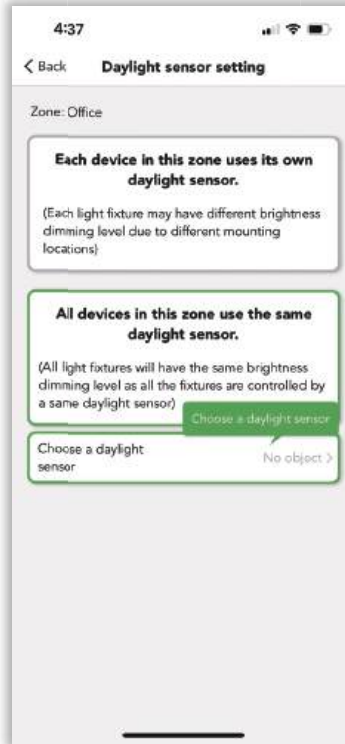 4:37
Back Daylight sensor setting
Zone: Office
Each device in this zone uses its own
daylight sensor.
(Each light fixture may have different brightness
dimming level due to different mounting
locations)
All devices in this zone use the same
daylight sensor.
(All light fixtures will have the same brightness
dimming level as all the fixtures are controlled by
a same daylight sensor)
Choose a daylight sensor
Choose a daylight
sensor
No object >